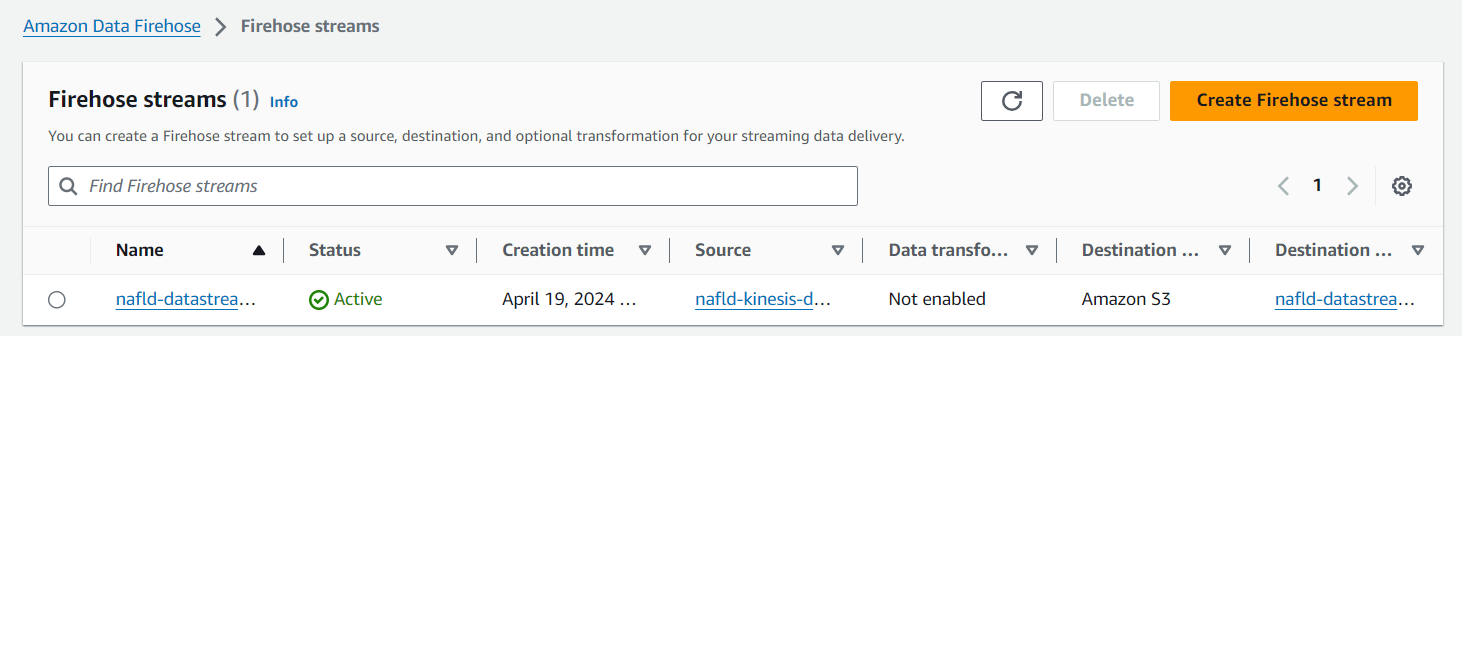 Amazon Data Firehose > Firehose streams
Firehose streams (1) Info
Delete
Create Firehose stream
You can create a Firehose stream to set up a source, destination, and optional transformation for your streaming data delivery.
Find Firehose streams
1
Name Status Creation time Source Data transfo... Destination ... Destination ...
nafld-datastrea... Active April 19, 2024 ... nafld-kinesis-d... Not enabled Amazon S3 nafld-datastrea...